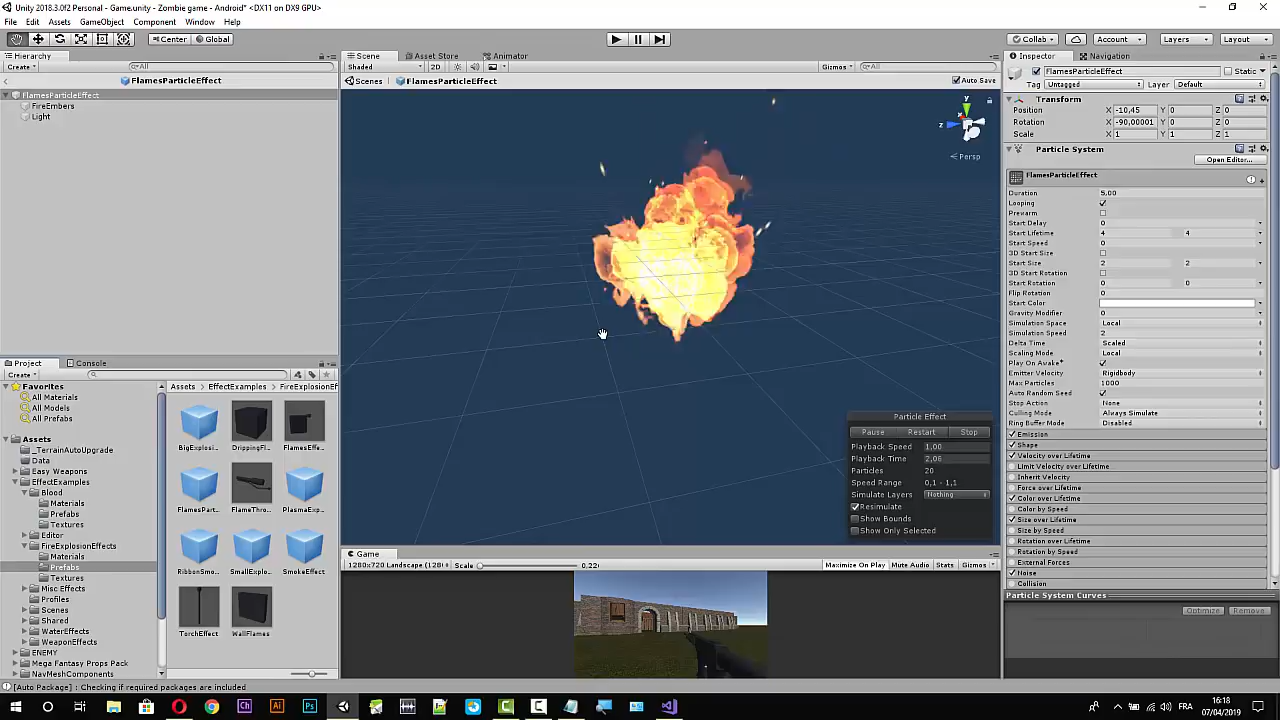 Unity 2018.3.0f2 Personal - Game.unity - Zombie game - Android* <DX11 on DX9 GPU>
File Edit Assets GameObject Component Window Help
Center Global Collab Account Layers Layout
Hierarchy
Create All
FlamesParticleEffect
FlamesParticleEffect
FireEmbers
Light
Scene Asset Store Animator
Shaded 2D Gizmos All
Scenes FlamesParticleEffect Auto Save
y
z
Persp
Particle Effect
Pause Restart Stop
Playback Speed 1,00
Playback Time 2,06
Particles 20
Speed Range 0,1 - 1,1
Simulate Layers Nothing
Resimulate
Show Bounds
Show Only Selected
Game
1280x720 Landscape (128( Scale 0.22 Maximize On Play Mute Audio Stats Gizmos
Project Console
Create
Favorites
All Materials
All Models
All Prefabs
Assets
_TerrainAutoUpgrade
Data
Easy Weapons
EffectExamples
Blood
Materials
Prefabs
Textures
Editor
FireExplosionEffects
Materials
Prefabs
Textures
Misc Effects
Profiles
Scenes
Shared
WaterEffects
WeaponEffects
ENEMY
Mega Fantasy Props Pack
NavMeshComponents
Assets EffectExamples FireExplosionEf
BigExplosi... DyingFl... FlamesEffe...
FlamesPart... FlameThro... PlasmaExp...
RibbonSmo... SmallExplo... SmokeEffect
TorchEffect WallFlames
Inspector Navigation
FlamesParticleEffect Static
Tag Untagged Layer Default
Transform
Position X -10,45 Y 0 Z 0
Rotation X -90,00001 Y 0 Z 0
Scale X 1 Y 1 Z 1
Particle System
Open Editor...
FlamesParticleEffect
Duration 5,00
Looping
Prewarm
Start Delay 0
Start Lifetime 4 4
Start Speed 0
3D Start Size
Start Size 2 2
3D Start Rotation
Start Rotation 0 0
Flip Rotation 0
Start Color
Gravity Modifier 0
Simulation Space Local
Simulation Speed 2
Delta Time Scaled
Scaling Mode Local
Play On Awake*
Emitter Velocity Rigidbody
Max Particles 1000
Auto Random Seed
Stop Action None
Culling Mode Always Simulate
Ring Buffer Mode Disabled
Emission
Shape
Velocity over Lifetime
Limit Velocity over Lifetime
Inherit Velocity
Force over Lifetime
Color over Lifetime
Color by Speed
Size over Lifetime
Size by Speed
Rotation over Lifetime
Rotation by Speed
External Forces
Noise
Collision
Particle System Curves
Optimize Remove
[Auto Package] : Checking if required packages are included
Ch Ai Ps
FRA
16:18
07/04/2019